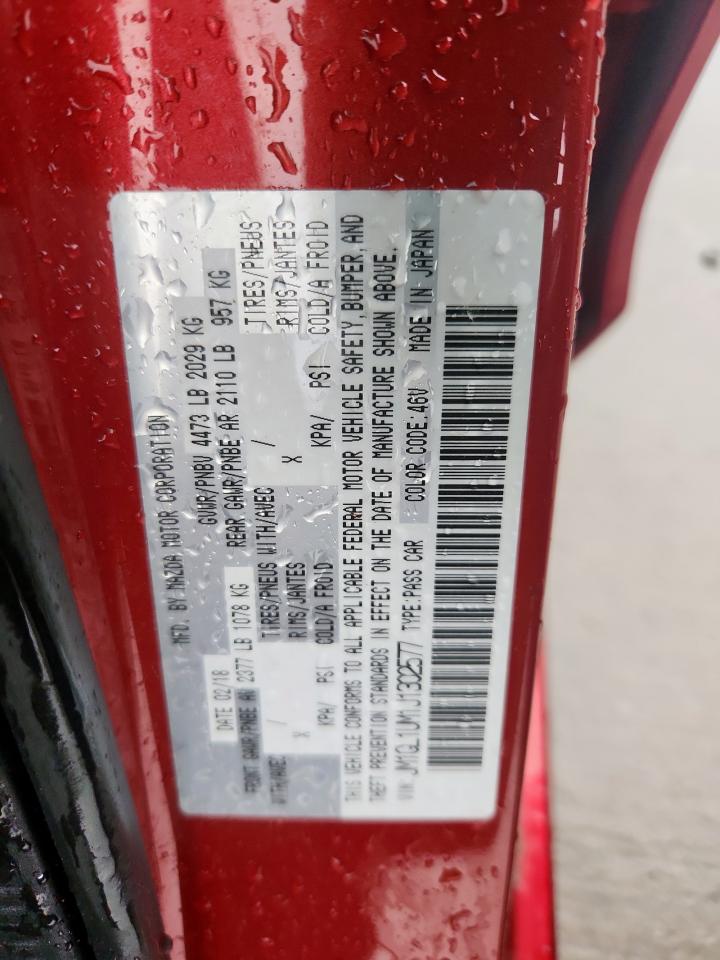 MFD. BY MAZDA MOTOR CORPORATION
DATE 02/18 GVWR/PNBV 4473 LB 2029 KG
FRONT GAWR/PNBE AV 2377 LB 1078 KG REAR GAWR/PNBE AR 2110 LB 957 KG
WITH/AVEC TIRES/PNEUS WITH/AVEC TIRES/PNEUS
X / RIMS/JANTES X / RIMS/JANTES
KPA/ PSI COLD/A FROID KPA/ PSI COLD/A FROID
THIS VEHICLE CONFORMS TO ALL APPLICABLE FEDERAL MOTOR VEHICLE SAFETY, BUMPER, AND
THEFT PREVENTION STANDARDS IN EFFECT ON THE DATE OF MANUFACTURE SHOWN ABOVE.
VIN: JM1GL1UM1J1302577 TYPE:PASS CAR COLOR CODE:46V MADE IN JAPAN